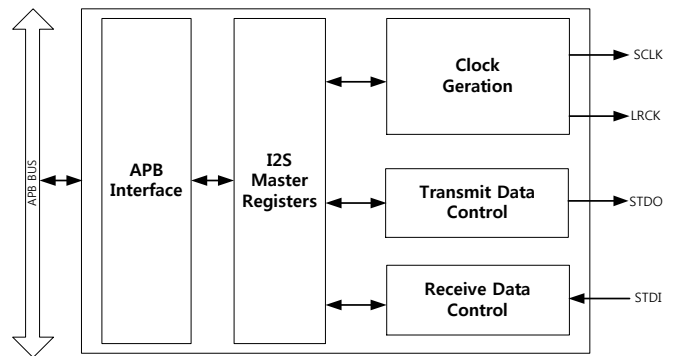 APB BUS
APB
Interface
I2S
Master
Registers
Clock
Geration
SCLK
LRCK
Transmit Data
Control
STDO
Receive Data
Control
STDI